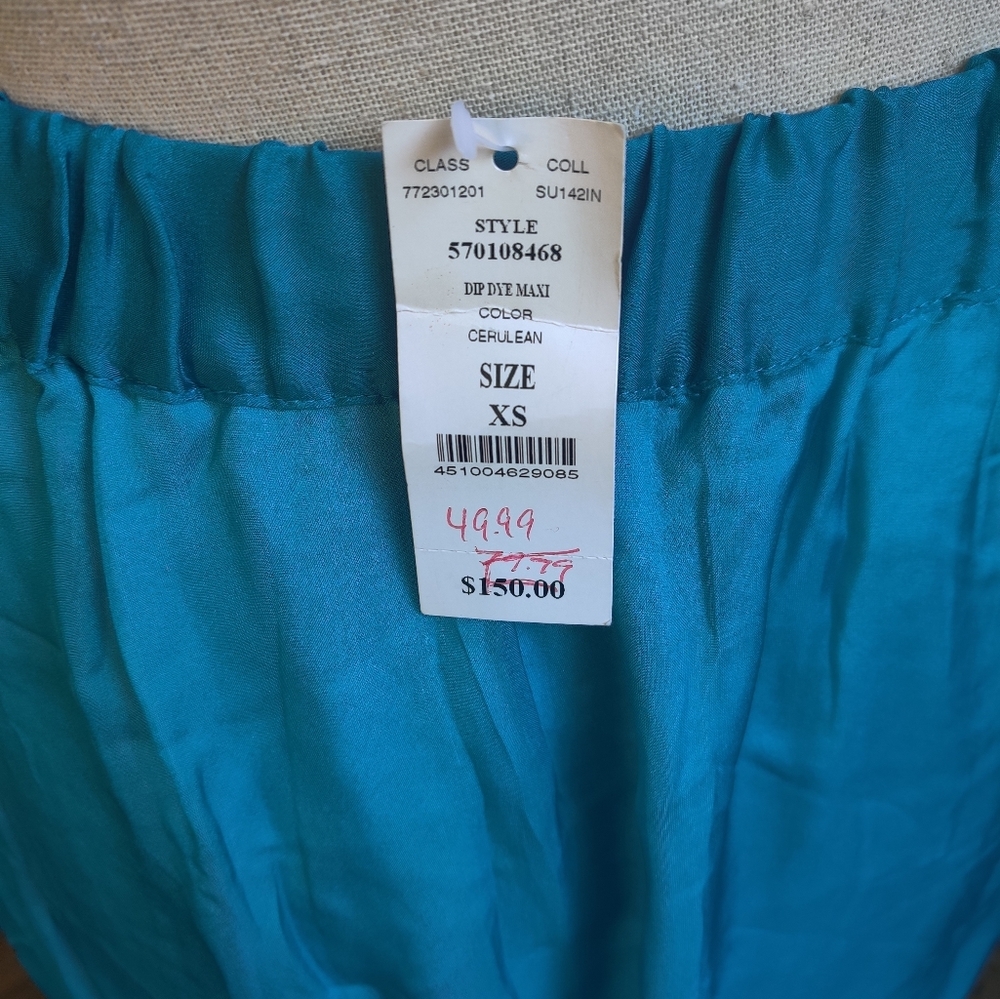 CLASS COLL
772301201 SU142IN
STYLE
570108468
DIP DYE MAXI
COLOR
CERULEAN
SIZE
XS
451004629085
49.99
79.99
$150.00